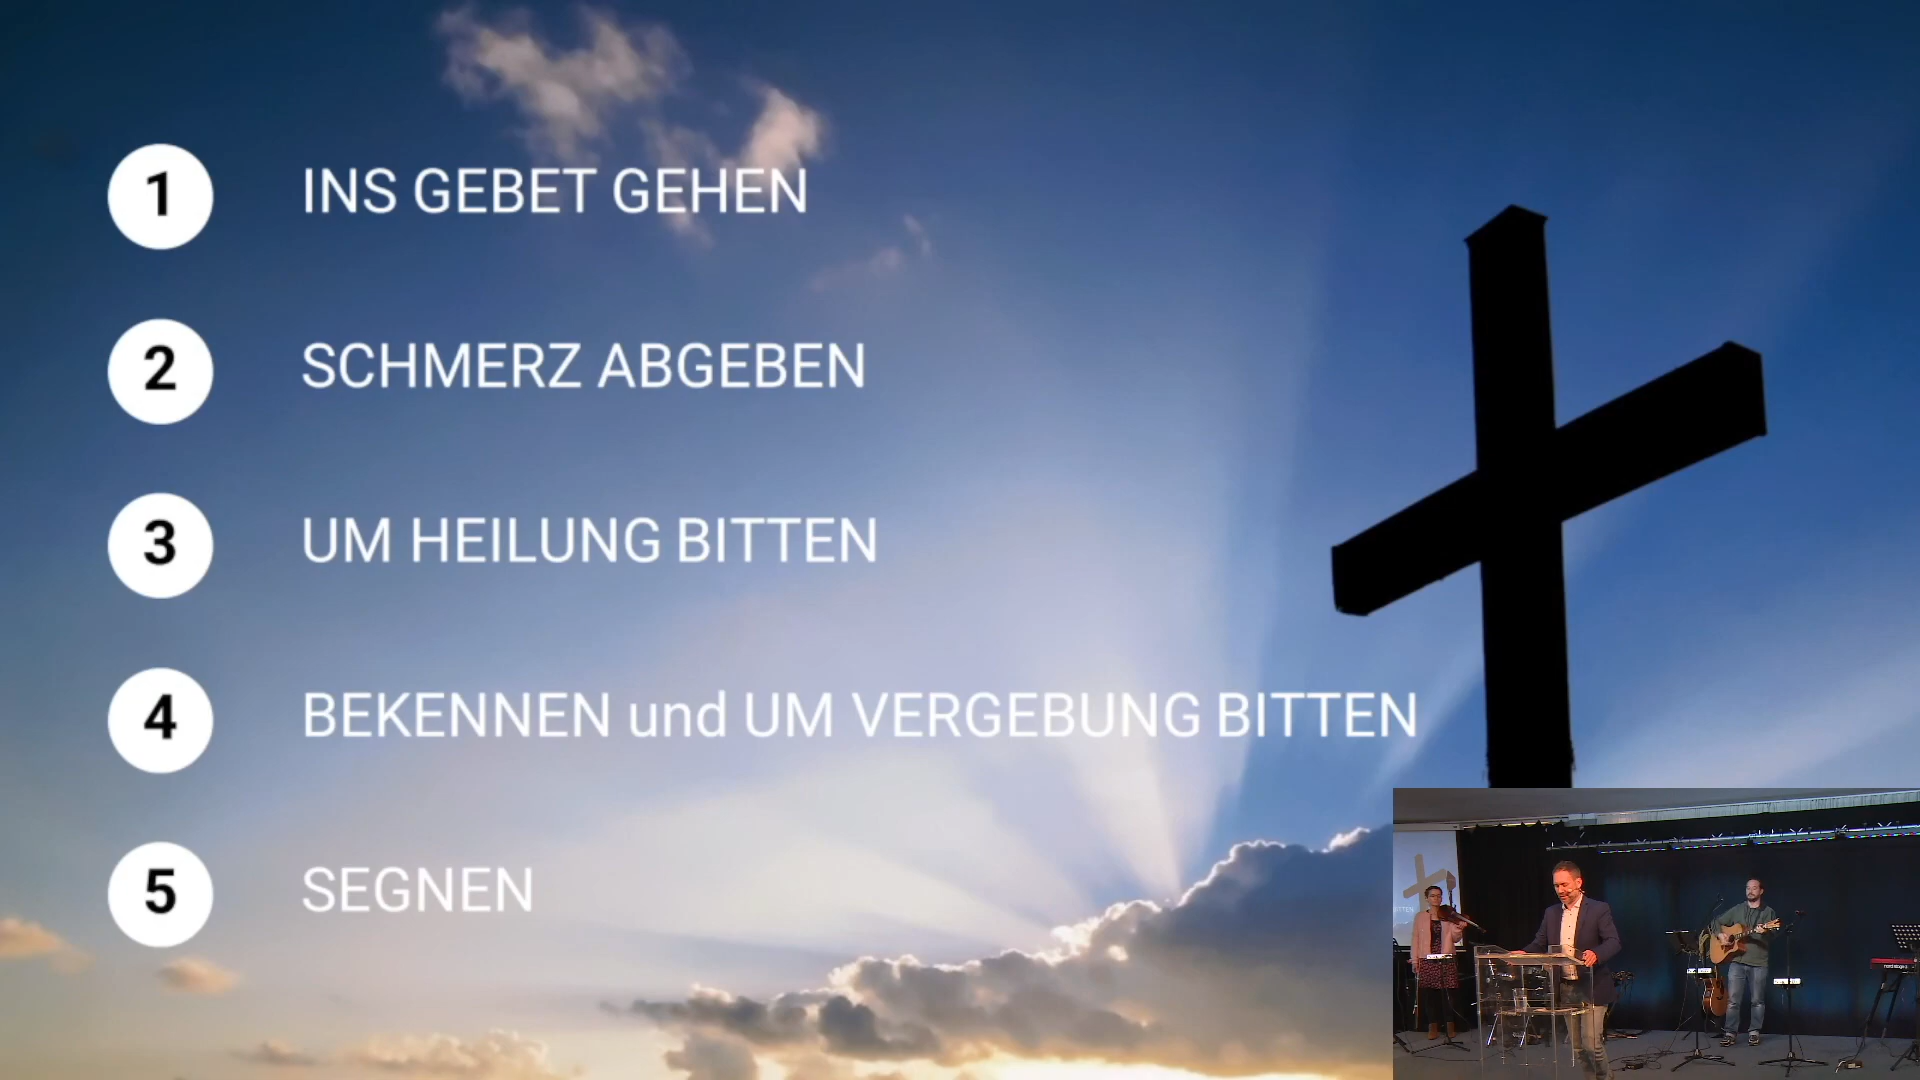 1 INS GEBET GEHEN
2 SCHMERZ ABGEBEN
3 UM HEILUNG BITTEN
4 BEKENNEN und UM VERGEBUNG BITTEN
5 SEGNEN